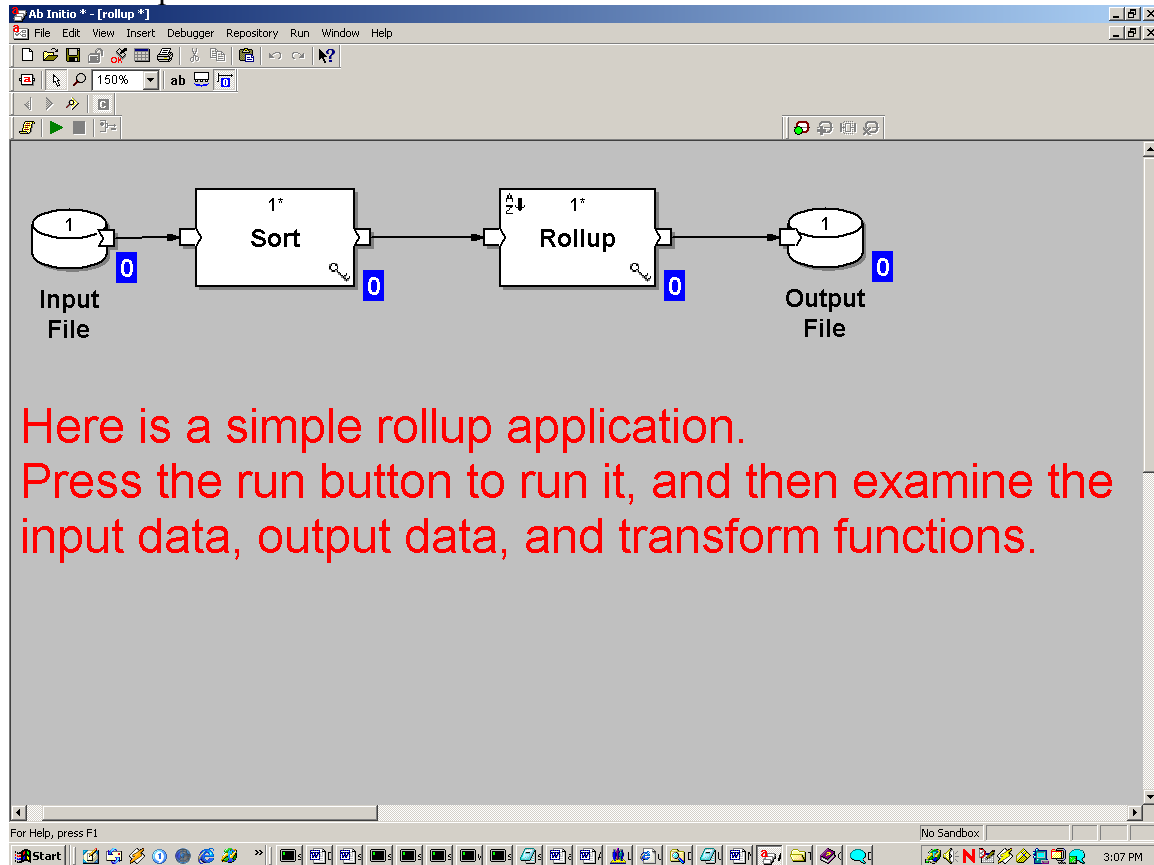 Ab Initio * - [rollup *]
File Edit View Insert Debugger Repository Run Window Help
150% ab
1 1* 1* 1
Sort Rollup
0 0 0 0
Input File
Output File
Here is a simple rollup application.
Press the run button to run it, and then examine the
input data, output data, and transform functions.
For Help, press F1 No Sandbox
Start 3:07 PM